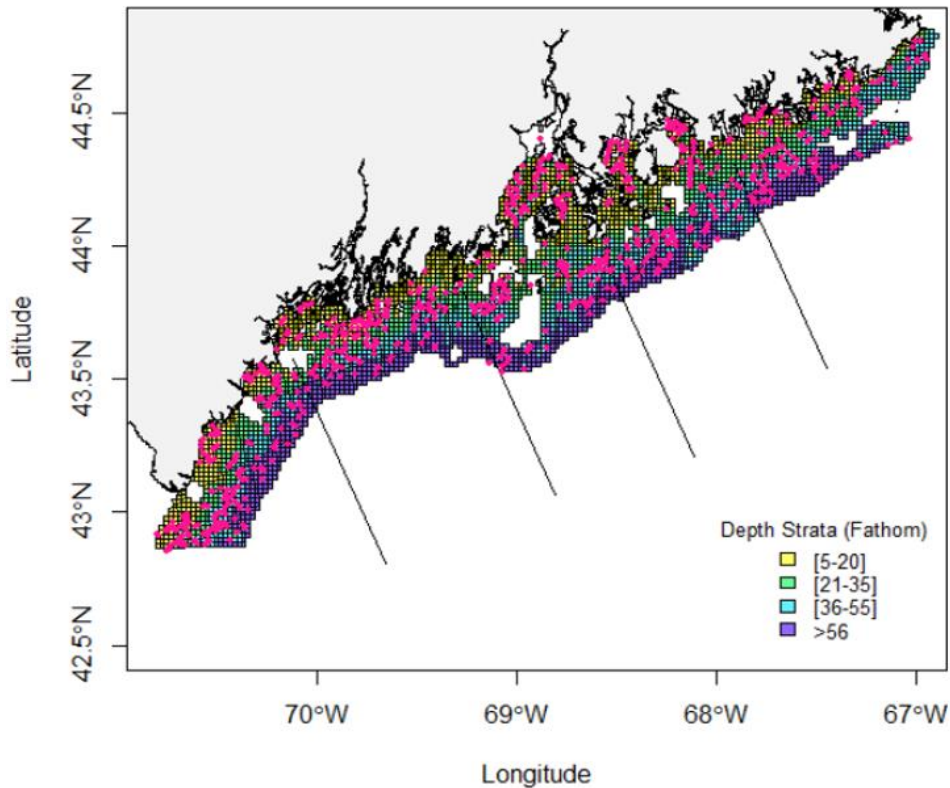 44.5°N
44°N
43.5°N
43°N
42.5°N
Latitude
Depth Strata (Fathom)
[5-20]
[21-35]
[36-55]
>56
70°W 69°W 68°W 67°W
Longitude